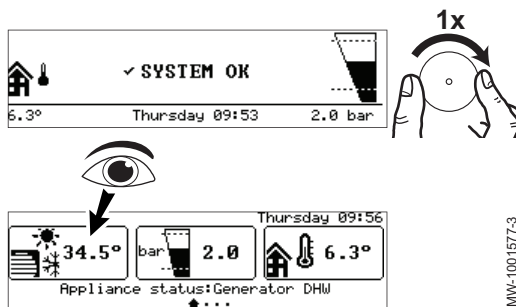 1x
✓ SYSTEM OK
6.3° Thursday 09:53 2.0 bar
Thursday 09:56
34.5° bar 2.0 6.3°
Appliance status:Generator DHW
MW-1001577-3